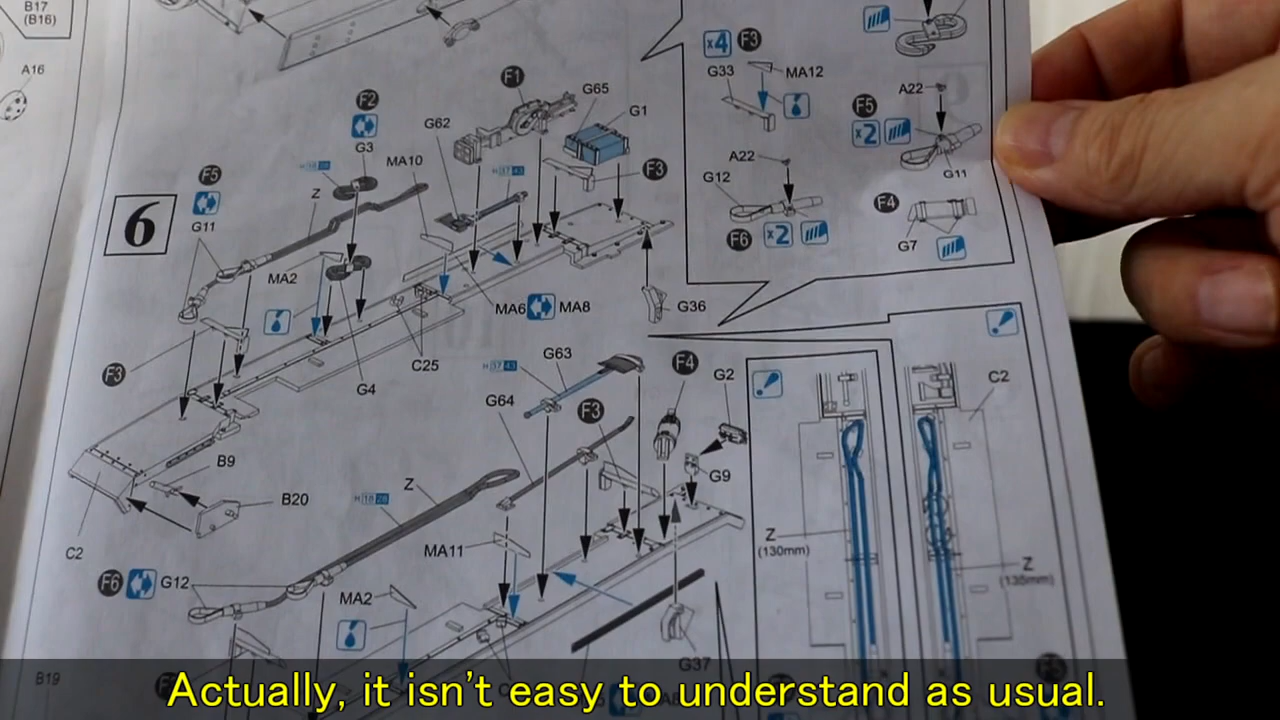 B17
(B16)
A16
6
F1
G65
G1
F2
G3
G62
MA10
F3
F5
G11
Z
MA2
MA6
MA8
G36
C25
G4
F3
G63
G64
F3
F4
G2
G9
B9
B20
C2
Z
MA11
F6
G12
MA2
G37
B19
x4
F3
G33
MA12
A22
F5
x2
G11
A22
G12
F6
x2
F4
G7
C2
Z
(130mm)
Z
(135mm)
Actually, it isn't easy to understand as usual.